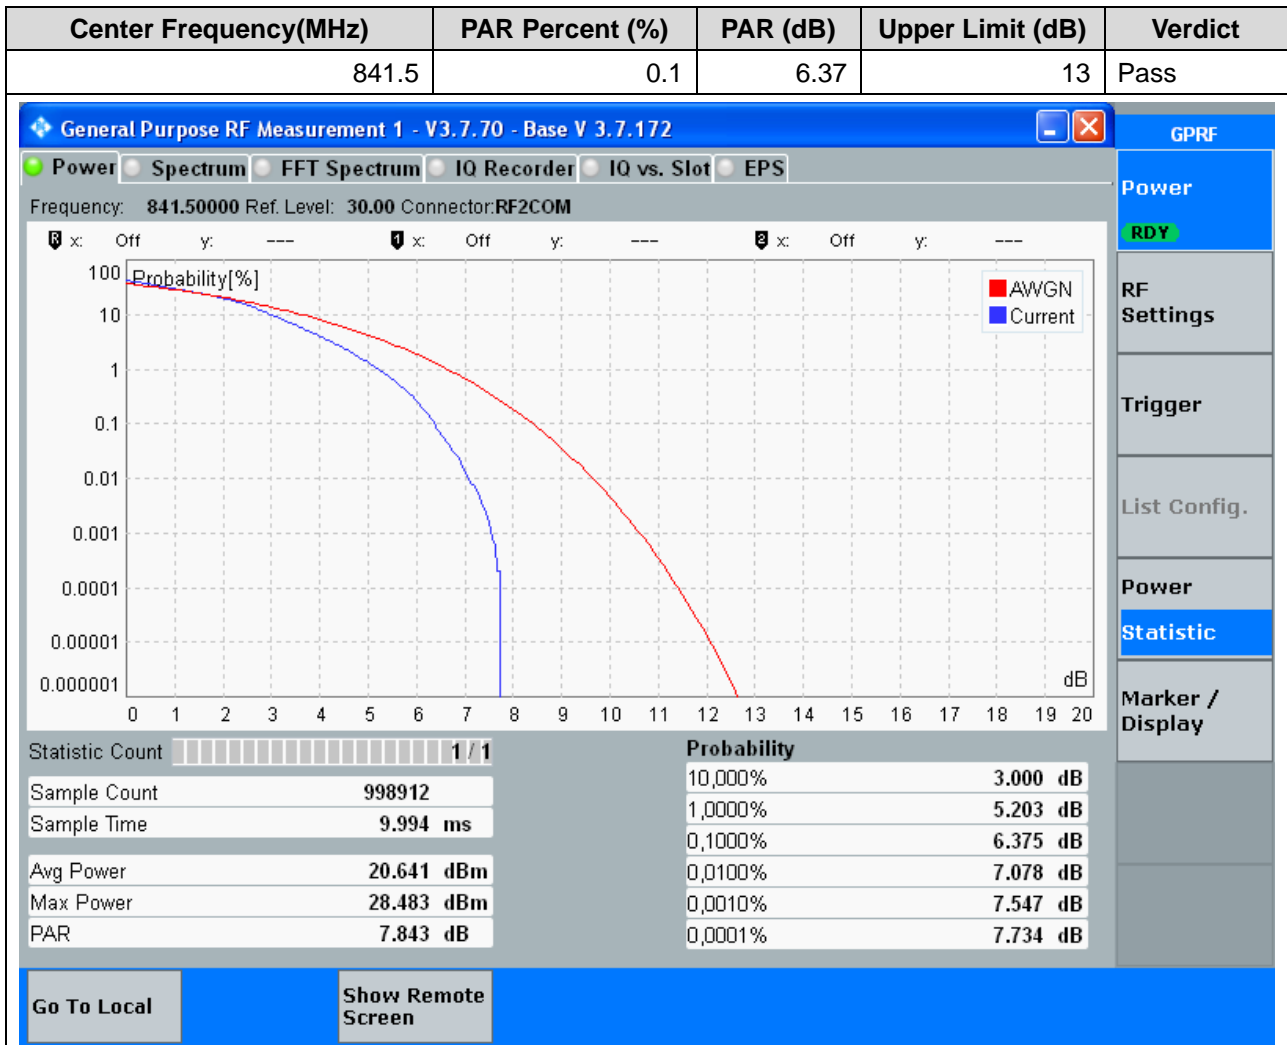 Center Frequency(MHz) PAR Percent (%) PAR (dB) Upper Limit (dB) Verdict
841.5 0.1 6.37 13 Pass
General Purpose RF Measurement 1 - V3.7.70 - Base V 3.7.172
GPRF
Power Spectrum FFT Spectrum IQ Recorder IQ vs. Slot EPS
Frequency: 841.50000 Ref. Level: 30.00 Connector:RF2COM
R x: Off y: --- 1 x: Off y: --- 2 x: Off y: ---
Probability[%]
100
10
1
0.1
0.01
0.001
0.0001
0.00001
0.000001
AWGN
Current
dB
0 1 2 3 4 5 6 7 8 9 10 11 12 13 14 15 16 17 18 19 20
Statistic Count 1 / 1
Sample Count 998912
Sample Time 9.994 ms
Avg Power 20.641 dBm
Max Power 28.483 dBm
PAR 7.843 dB
Probability
10,000% 3.000 dB
1,0000% 5.203 dB
0,1000% 6.375 dB
0,0100% 7.078 dB
0,0010% 7.547 dB
0,0001% 7.734 dB
Power
RDY
RF
Settings
Trigger
List Config.
Power
Statistic
Marker /
Display
Go To Local
Show Remote
Screen